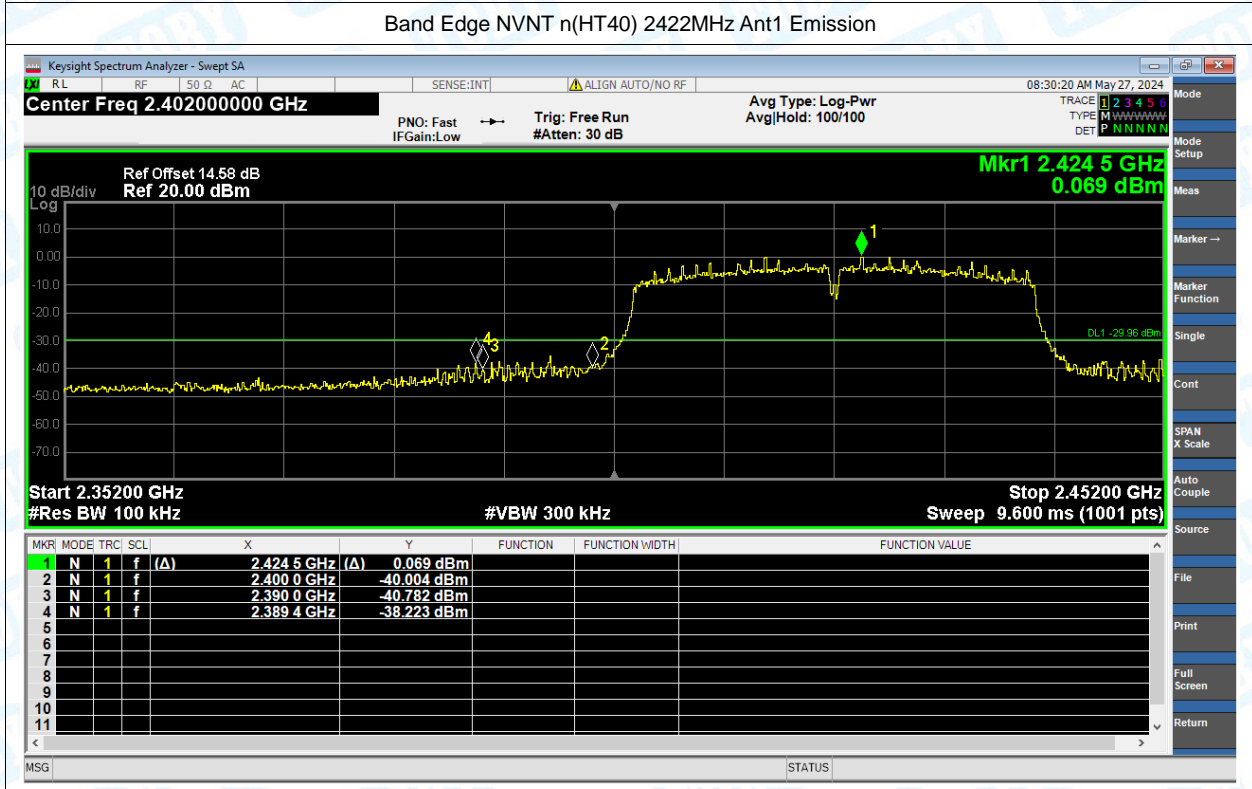 Band Edge NVNT n(HT40) 2422MHz Ant1 Emission
Keysight Spectrum Analyzer - Swept SA
LXI RL RF 50 Ω AC SENSE:INT ALIGN AUTO/NO RF 08:30:20 AM May 27, 2024
Center Freq 2.402000000 GHz
PNO: Fast
IFGain:Low
Trig: Free Run
#Atten: 30 dB
Avg Type: Log-Pwr
Avg|Hold: 100/100
TRACE 1 2 3 4 5 6
TYPE M WWWWW
DET P N N N N N
Mkr1 2.424 5 GHz
0.069 dBm
Ref Offset 14.58 dB
10 dB/div Ref 20.00 dBm
Log
10.0
0.00
-10.0
-20.0
-30.0
-40.0
-50.0
-60.0
-70.0
1
2
4
3
DL1 -29.96 dBm
Start 2.35200 GHz Stop 2.45200 GHz
#Res BW 100 kHz #VBW 300 kHz Sweep 9.600 ms (1001 pts)
MKR MODE TRC SCL X Y FUNCTION FUNCTION WIDTH FUNCTION VALUE
1 N 1 f (Δ) 2.424 5 GHz (Δ) 0.069 dBm
2 N 1 f 2.400 0 GHz -40.004 dBm
3 N 1 f 2.390 0 GHz -40.782 dBm
4 N 1 f 2.389 4 GHz -38.223 dBm
5
6
7
8
9
10
11
MSG STATUS
Mode
Mode Setup
Meas
Marker →
Marker Function
Single
Cont
SPAN X Scale
Auto Couple
Source
File
Print
Full Screen
Return